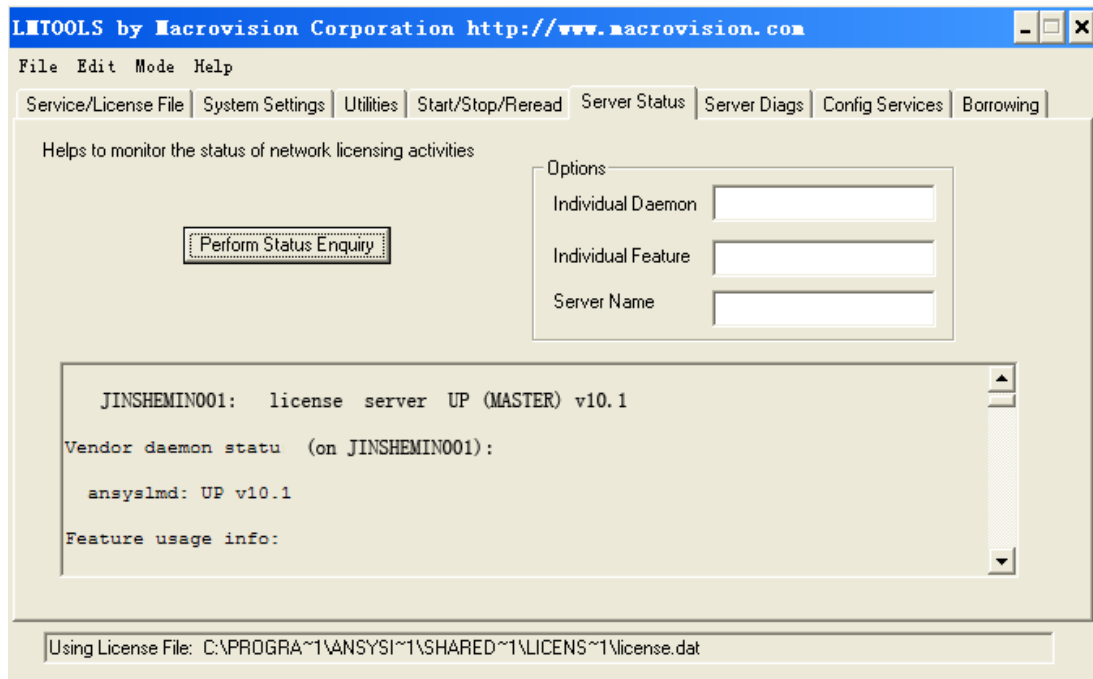 LMTOOLS by Macrovision Corporation http://www.macrovision.com
File Edit Mode Help
Service/License File System Settings Utilities Start/Stop/Reread Server Status Server Diags Config Services Borrowing
Helps to monitor the status of network licensing activities
Options
Individual Daemon
Perform Status Enquiry
Individual Feature
Server Name
JINSHEMIN001: license server UP (MASTER) v10.1
Vendor daemon statu (on JINSHEMIN001):
ansyslmd: UP v10.1
Feature usage info:
Using License File: C:\PROGRA~1\ANSYSI~1\SHARED~1\LICENS~1\license.dat